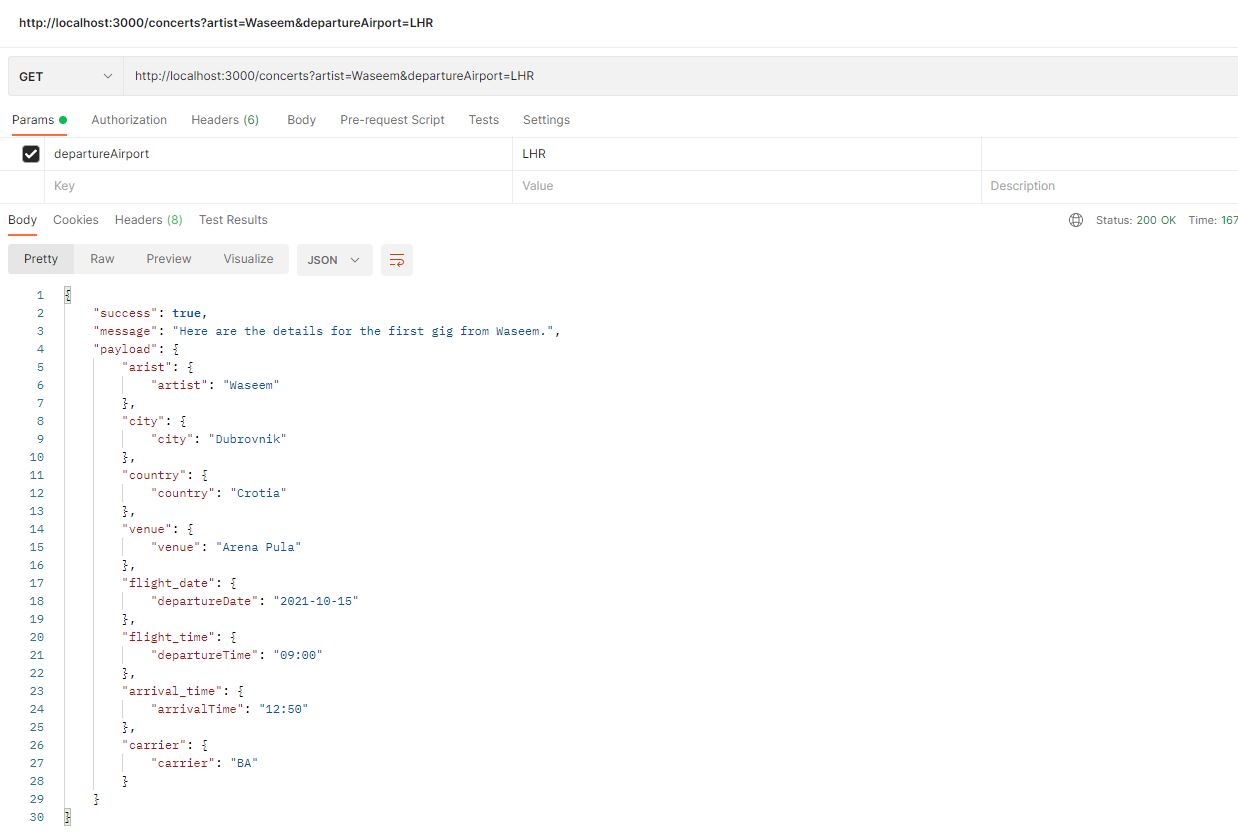 http://localhost:3000/concerts?artist=Waseem&departureAirport=LHR
GET http://localhost:3000/concerts?artist=Waseem&departureAirport=LHR
Params Authorization Headers (6) Body Pre-request Script Tests Settings
departureAirport LHR
Key Value Description
Body Cookies Headers (8) Test Results Status: 200 OK Time: 167
Pretty Raw Preview Visualize JSON
1 {
2 "success": true,
3 "message": "Here are the details for the first gig from Waseem.",
4 "payload": {
5 "arist": {
6 "artist": "Waseem"
7 },
8 "city": {
9 "city": "Dubrovnik"
10 },
11 "country": {
12 "country": "Crotia"
13 },
14 "venue": {
15 "venue": "Arena Pula"
16 },
17 "flight_date": {
18 "departureDate": "2021-10-15"
19 },
20 "flight_time": {
21 "departureTime": "09:00"
22 },
23 "arrival_time": {
24 "arrivalTime": "12:50"
25 },
26 "carrier": {
27 "carrier": "BA"
28 }
29 }
30 }